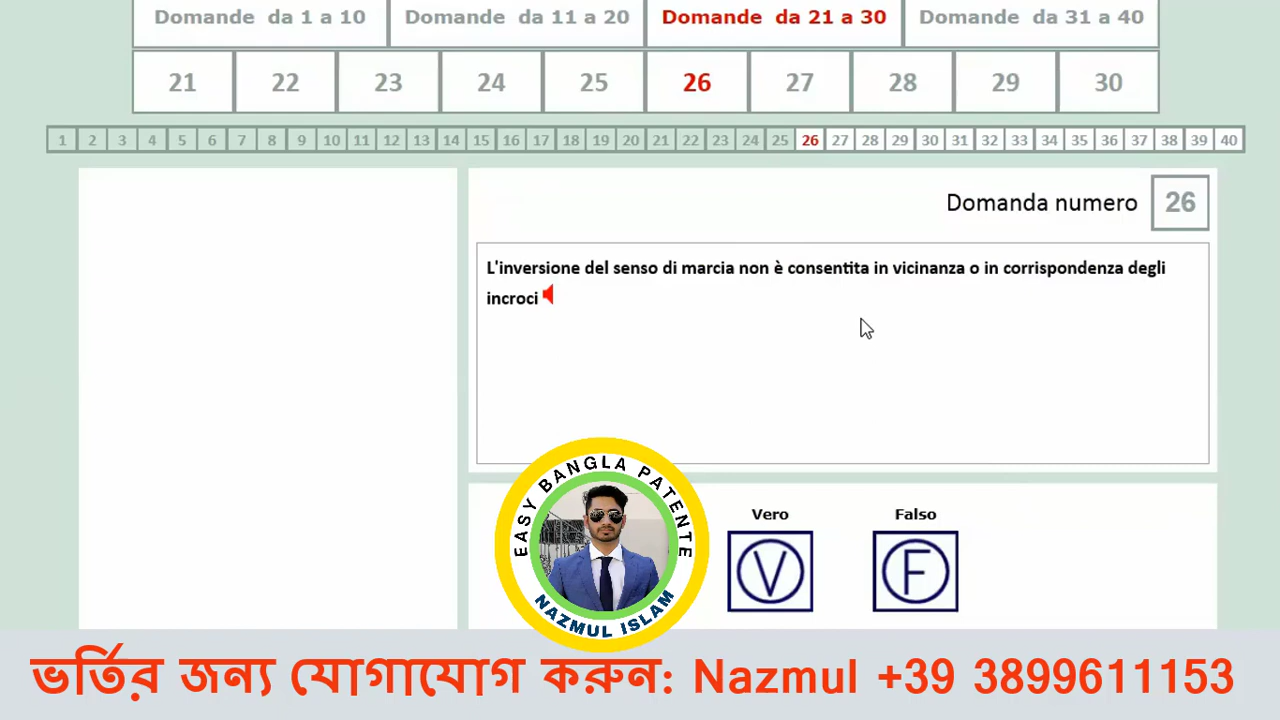 Domande da 1 a 10 Domande da 11 a 20 Domande da 21 a 30 Domande da 31 a 40
21 22 23 24 25 26 27 28 29 30
1 2 3 4 5 6 7 8 9 10 11 12 13 14 15 16 17 18 19 20 21 22 23 24 25 26 27 28 29 30 31 32 33 34 35 36 37 38 39 40
Domanda numero 26
L'inversione del senso di marcia non è consentita in vicinanza o in corrispondenza degli
incroci
EASY BANGLA PATENTE
NAZMUL ISLAM
Vero Falso
V F
ভর্তির জন্য যোগাযোগ করুন: Nazmul +39 3899611153